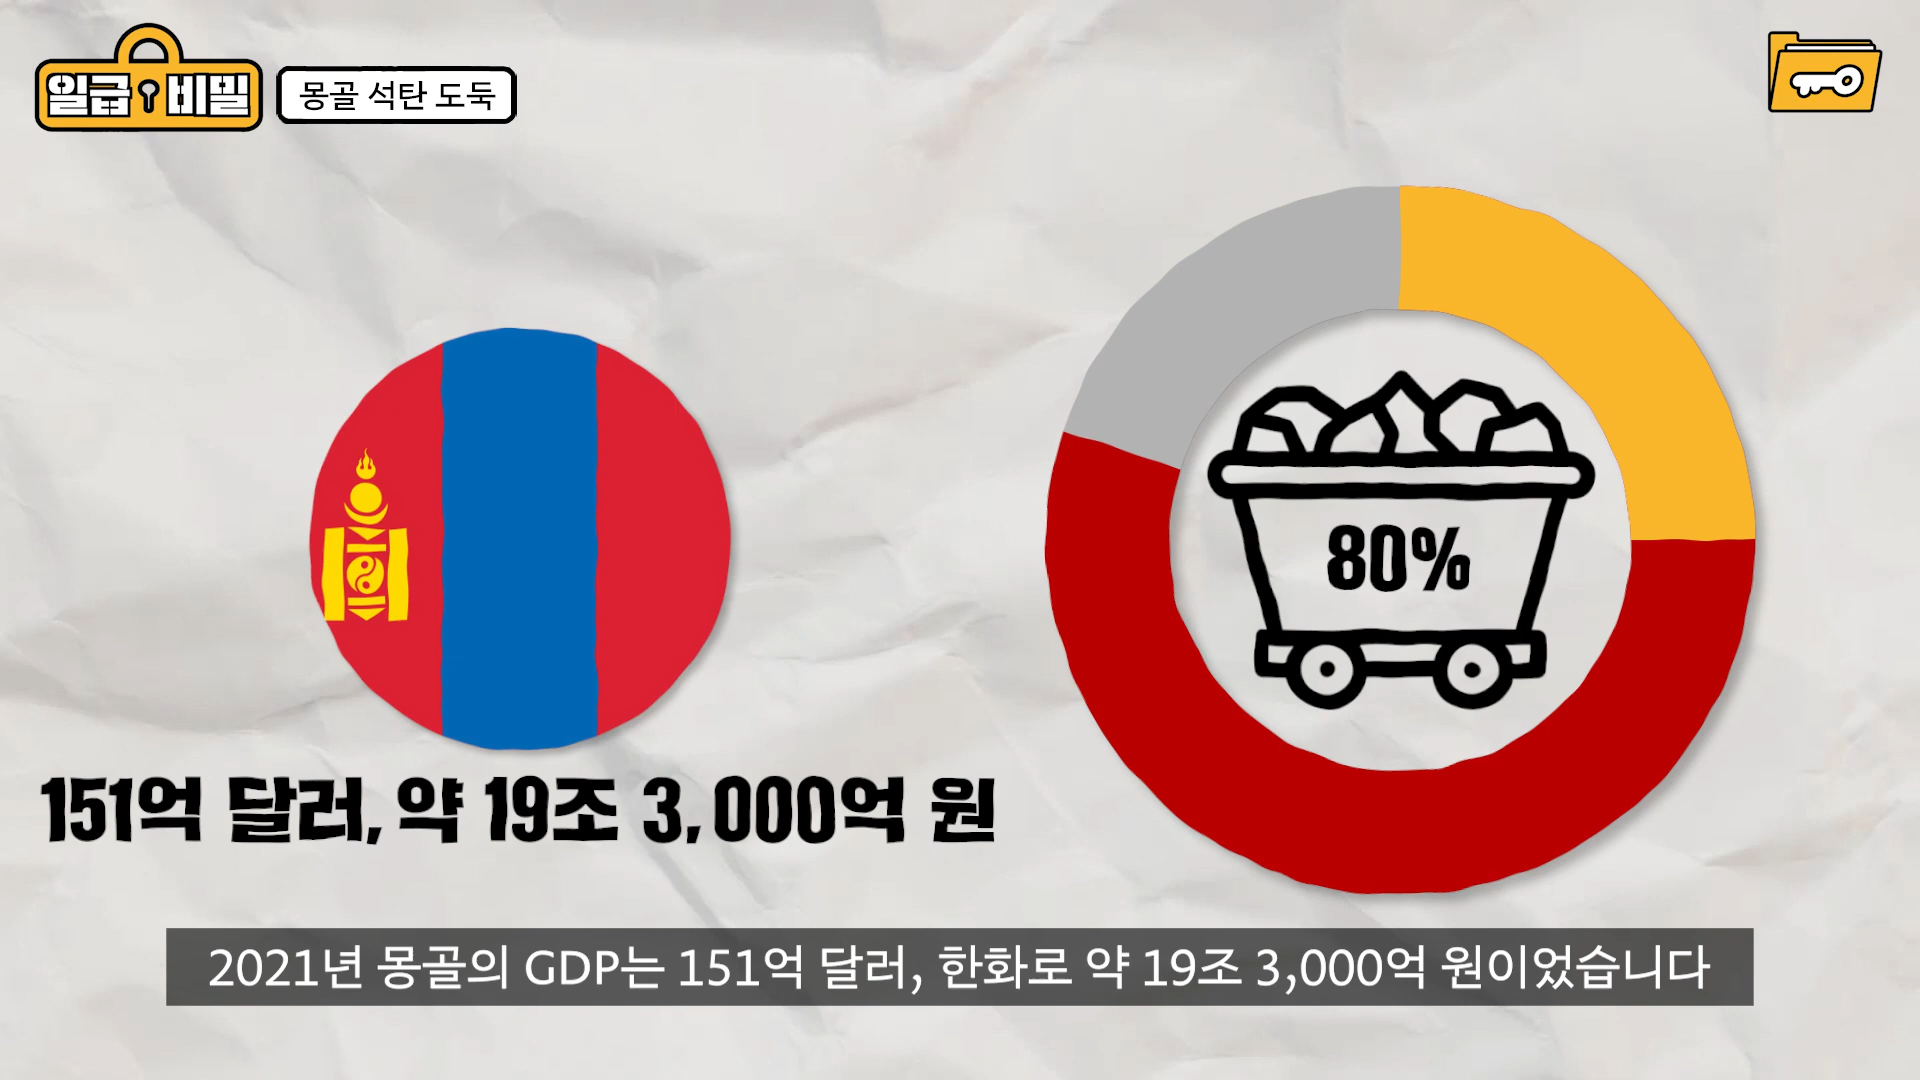 일급비밀
몽골 석탄 도둑
80%
151억 달러, 약 19조 3,000억 원
2021년 몽골의 GDP는 151억 달러, 한화로 약 19조 3,000억 원이었습니다